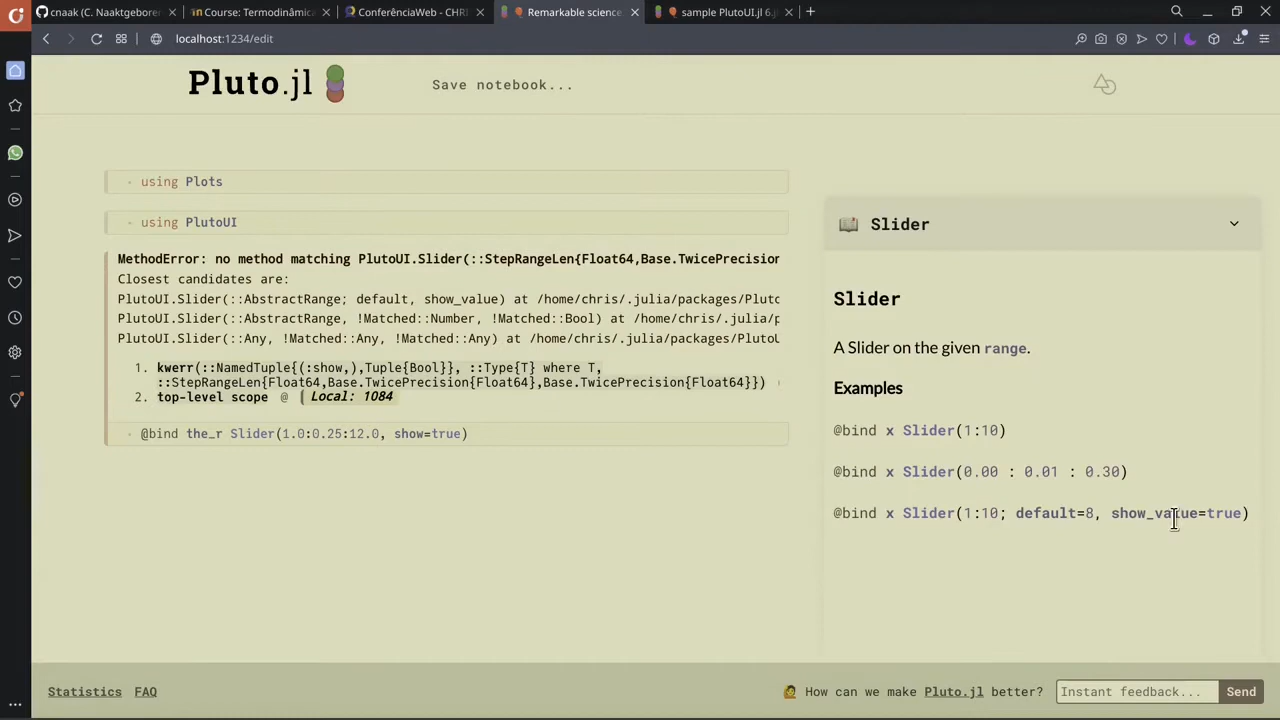 cnaak (C. Naaktgebore
Course: Termodinâmica
ConferênciaWeb - CHRI
Remarkable science
sample PlutoUI.jl 6.jl
localhost:1234/edit
Pluto.jl
Save notebook...
using Plots
using PlutoUI
MethodError: no method matching PlutoUI.Slider(::StepRangeLen{Float64,Base.TwicePrecision
Closest candidates are:
PlutoUI.Slider(::AbstractRange; default, show_value) at /home/chris/.julia/packages/Pluto
PlutoUI.Slider(::AbstractRange, !Matched::Number, !Matched::Bool) at /home/chris/.julia/p
PlutoUI.Slider(::Any, !Matched::Any, !Matched::Any) at /home/chris/.julia/packages/PlutoU
1. kwerr(::NamedTuple{(:show,),Tuple{Bool}}, ::Type{T} where T,
::StepRangeLen{Float64,Base.TwicePrecision{Float64},Base.TwicePrecision{Float64}})
2. top-level scope @ Local: 1084
@bind the_r Slider(1.0:0.25:12.0, show=true)
Slider
Slider
A Slider on the given range.
Examples
@bind x Slider(1:10)
@bind x Slider(0.00 : 0.01 : 0.30)
@bind x Slider(1:10; default=8, show_value=true)
Statistics FAQ
How can we make Pluto.jl better? Instant feedback... Send